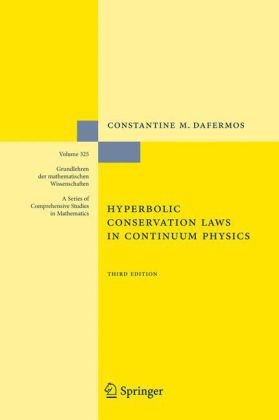 CONSTANTINE M. DAFERMOS
Volume 325
Grundlehren
der mathematischen
Wissenschaften
A Series of
Comprehensive Studies
in Mathematics
HYPERBOLIC
CONSERVATION LAWS
IN CONTINUUM PHYSICS
THIRD EDITION
Springer